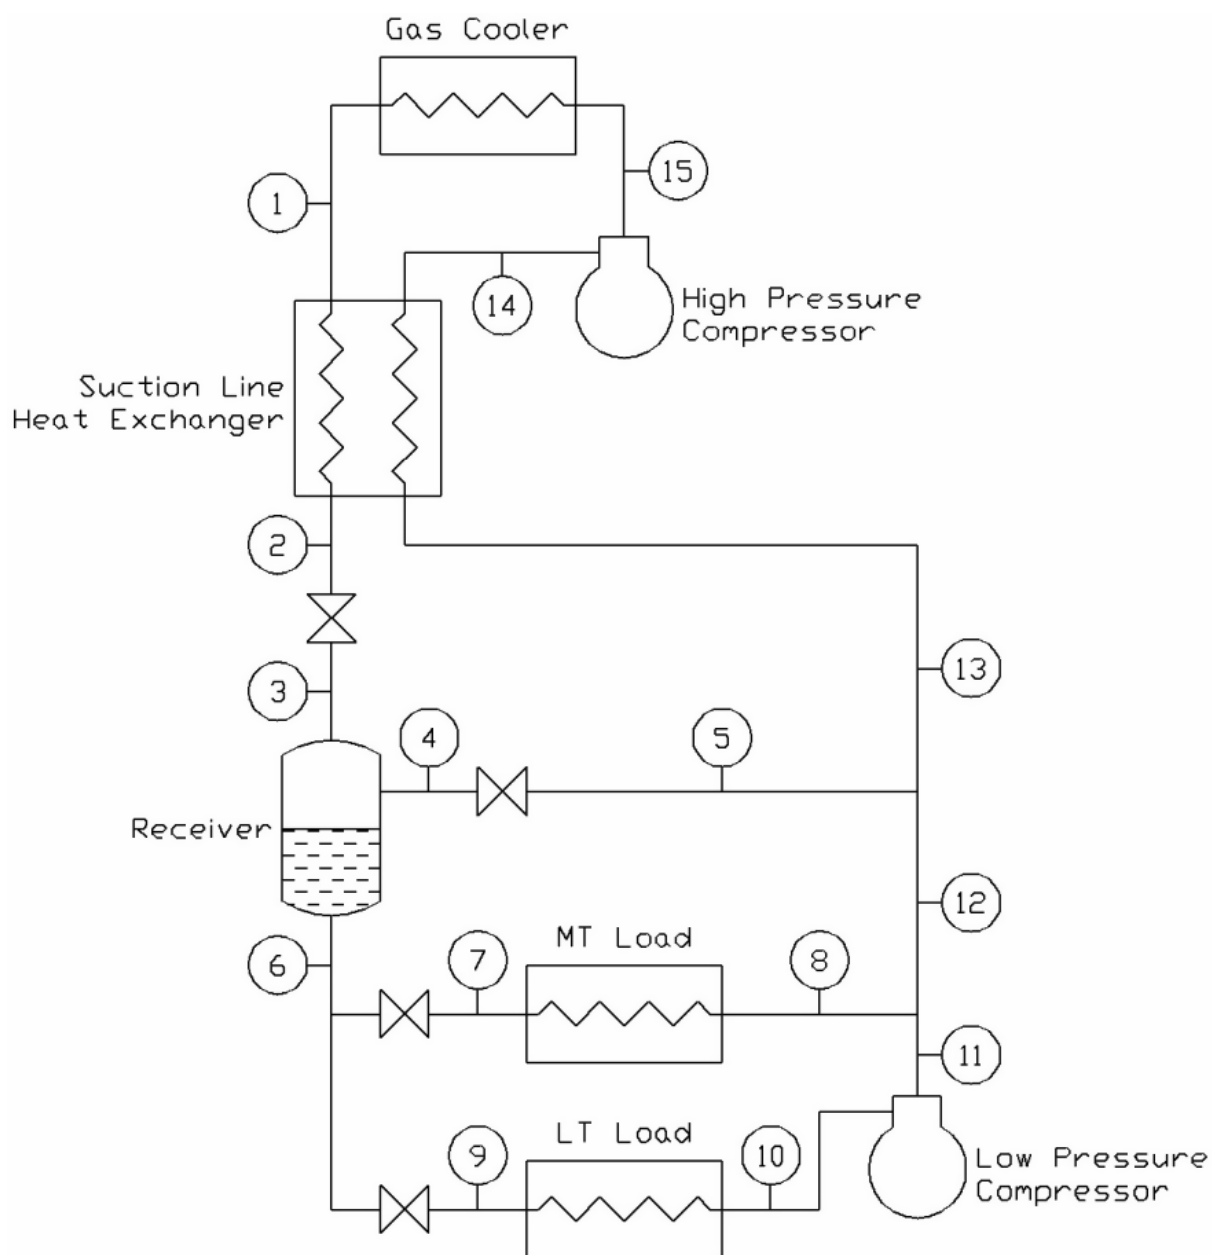 Gas Cooler
15
1
14
High Pressure
Compressor
Suction Line
Heat Exchanger
2
13
3
4
5
Receiver
12
MT Load
6
7
8
11
LT Load
9
10
Low Pressure
Compressor